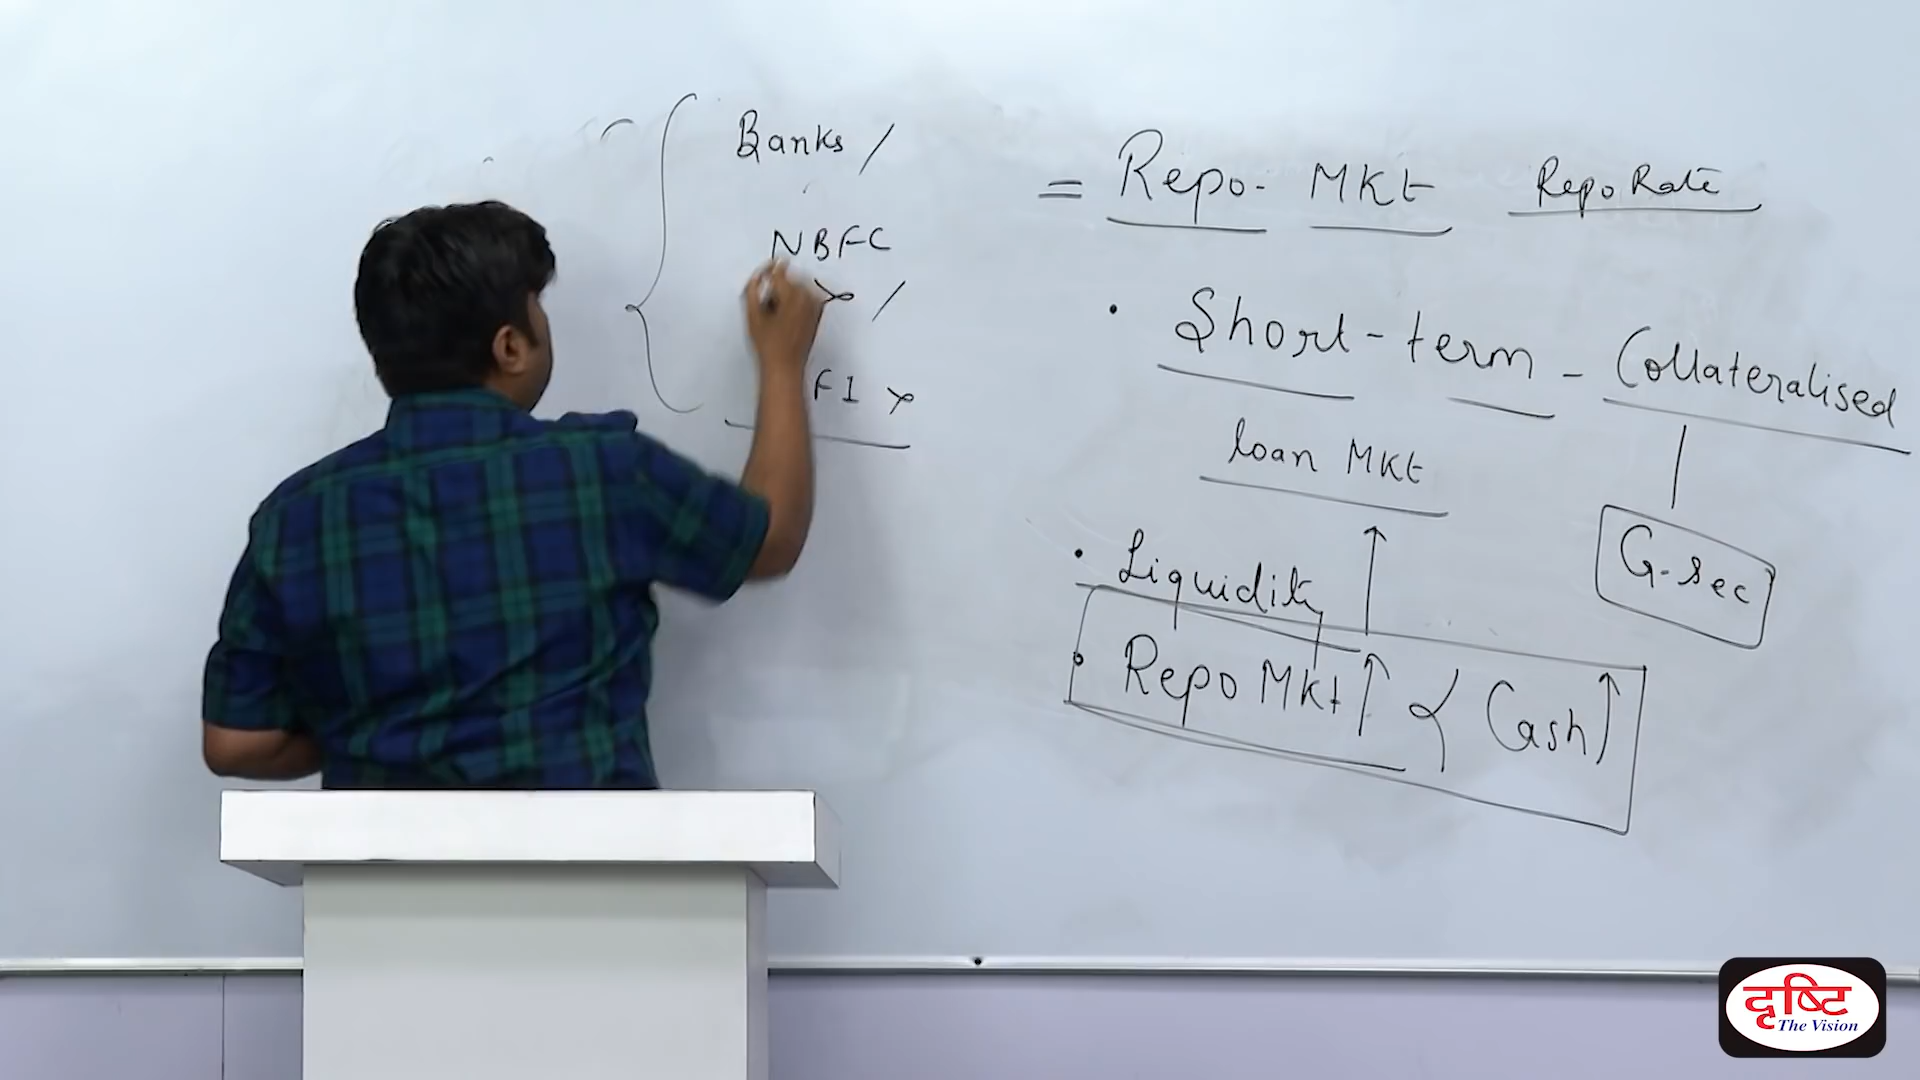 Banks /
NBFC
/
FI
= Repo - MKt Repo Rate
• Short-term - Collateralised
loan MKt
G-sec
• Liquidity ↑
• Repo Mkt ↑ ∝ Cash ↑
दृष्टि
The Vision